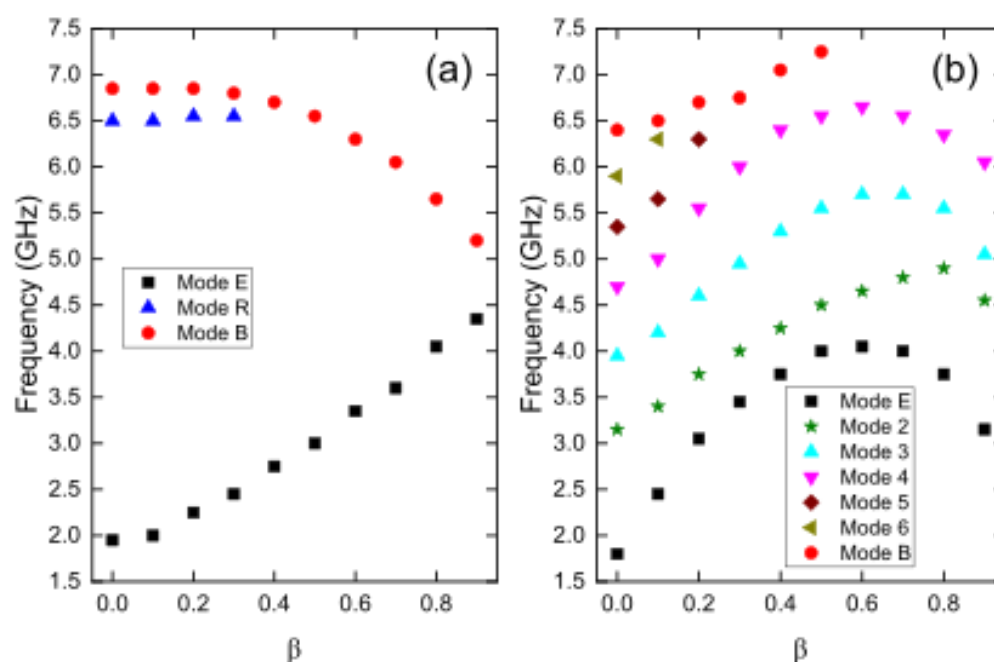 (a)
Frequency (GHz)
7.5
7.0
6.5
6.0
5.5
5.0
4.5
4.0
3.5
3.0
2.5
2.0
1.5
Mode E
Mode R
Mode B
0.0 0.2 0.4 0.6 0.8
β
(b)
Frequency (GHz)
7.5
7.0
6.5
6.0
5.5
5.0
4.5
4.0
3.5
3.0
2.5
2.0
1.5
Mode E
Mode 2
Mode 3
Mode 4
Mode 5
Mode 6
Mode B
0.0 0.2 0.4 0.6 0.8
β